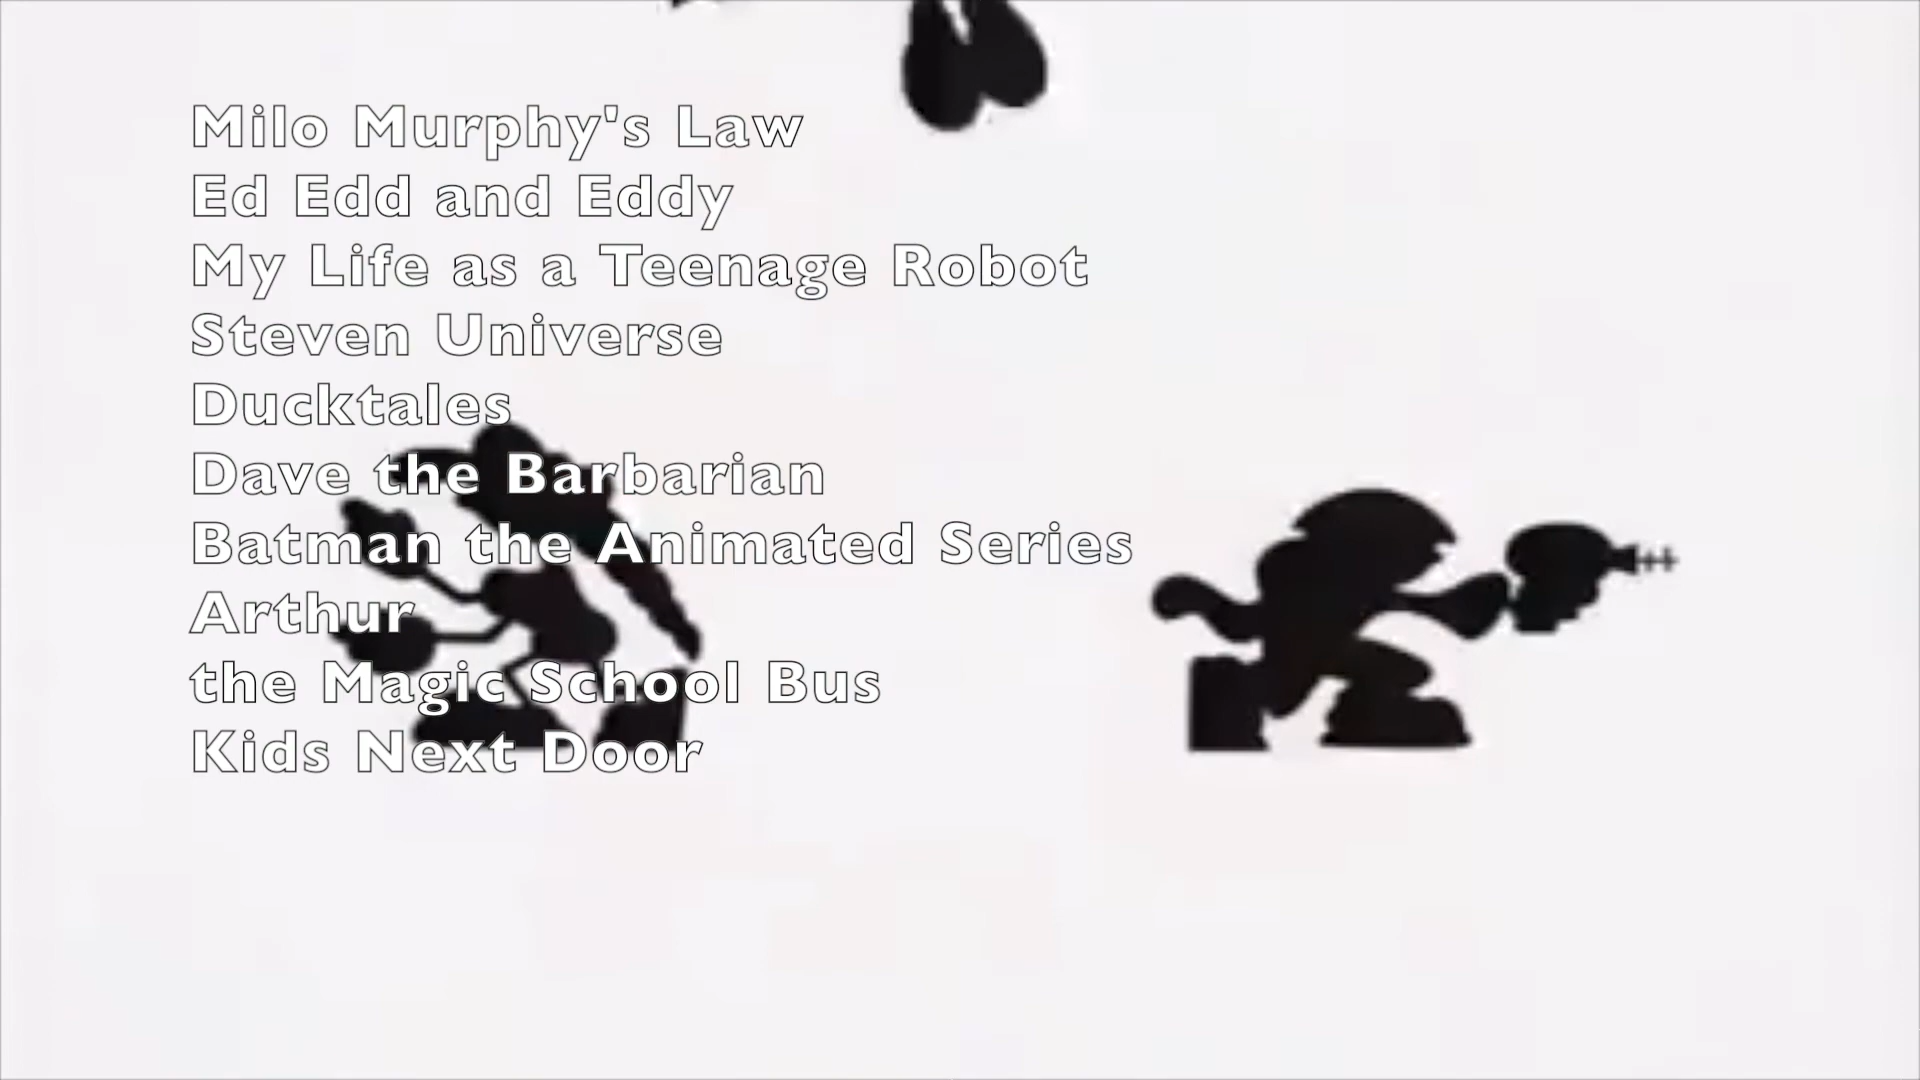 Milo Murphy's Law
Ed Edd and Eddy
My Life as a Teenage Robot
Steven Universe
Ducktales
Dave the Barbarian
Batman the Animated Series
Arthur
the Magic School Bus
Kids Next Door